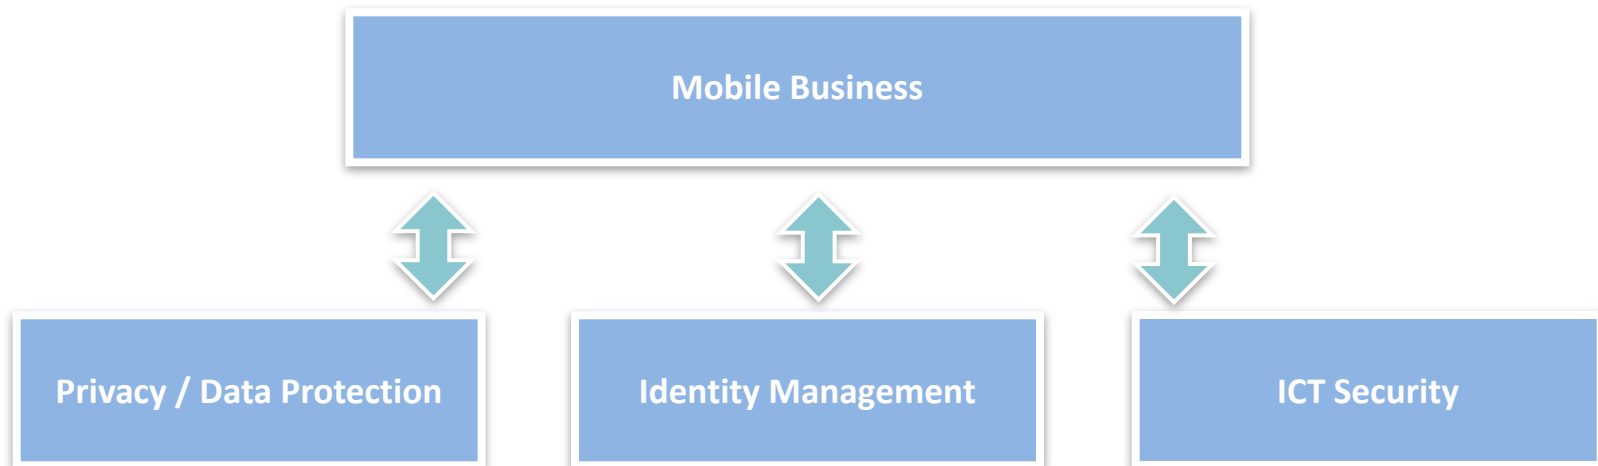 Mobile Business
Privacy / Data Protection
Identity Management
ICT Security